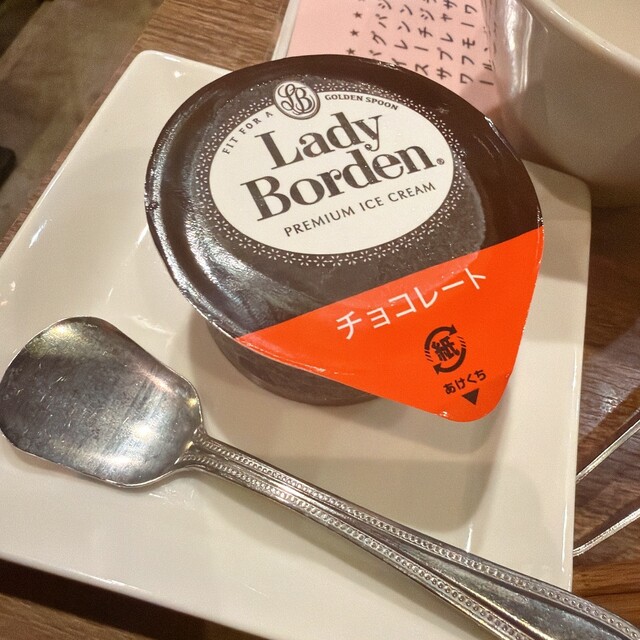 FIT FOR A GOLDEN SPOON
LB
Lady
Borden®
PREMIUM ICE CREAM
チョコレート
紙
あけくち